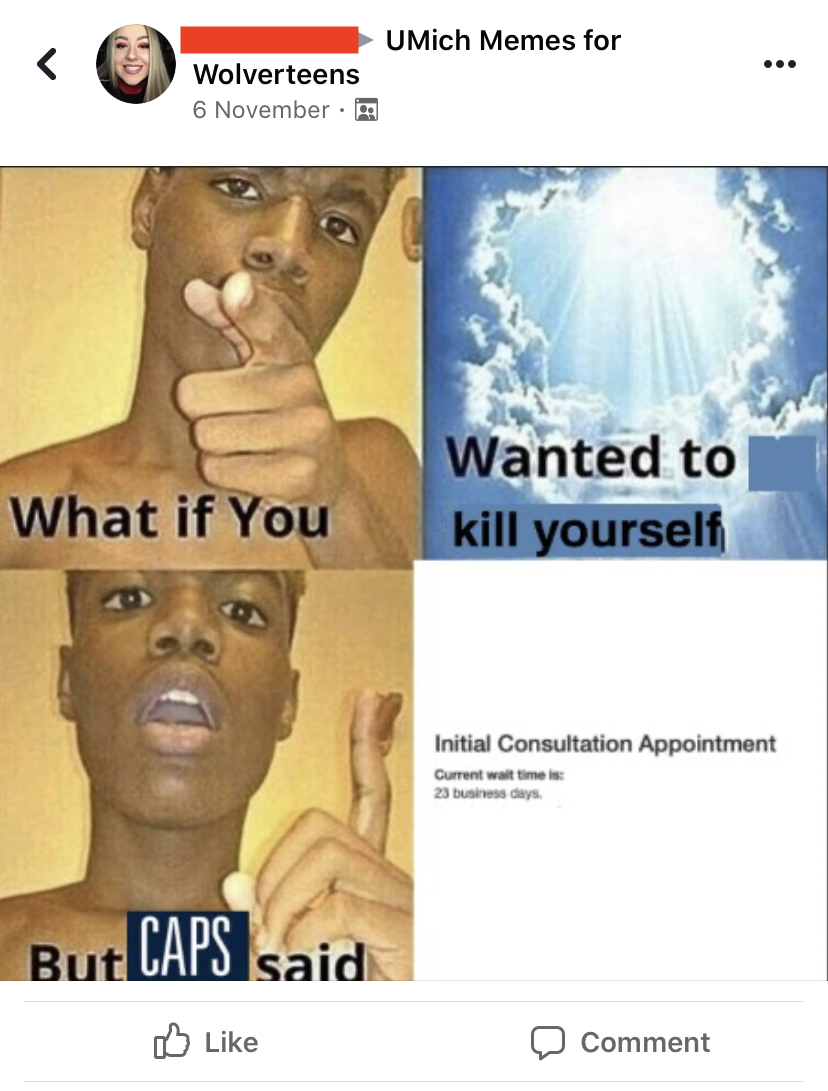 UMich Memes for
Wolverteens
6 November ·
What if You
Wanted to
kill yourself
But CAPS said
Initial Consultation Appointment
Current wait time is:
23 business days.
Like
Comment